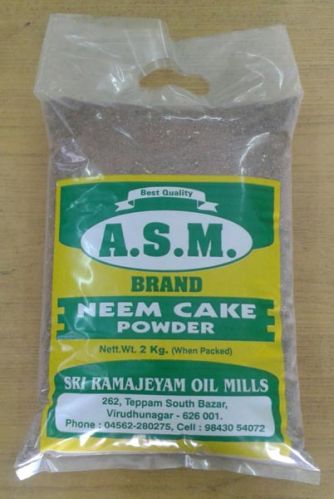 Best Quality
A.S.M.
BRAND
NEEM CAKE
POWDER
Nett.Wt. 2 Kg. (When Packed)
SRI RAMAJEYAM OIL MILLS
262, Teppam South Bazar,
Virudhunagar - 626 001.
Phone : 04562-280275, Cell : 98430 54072